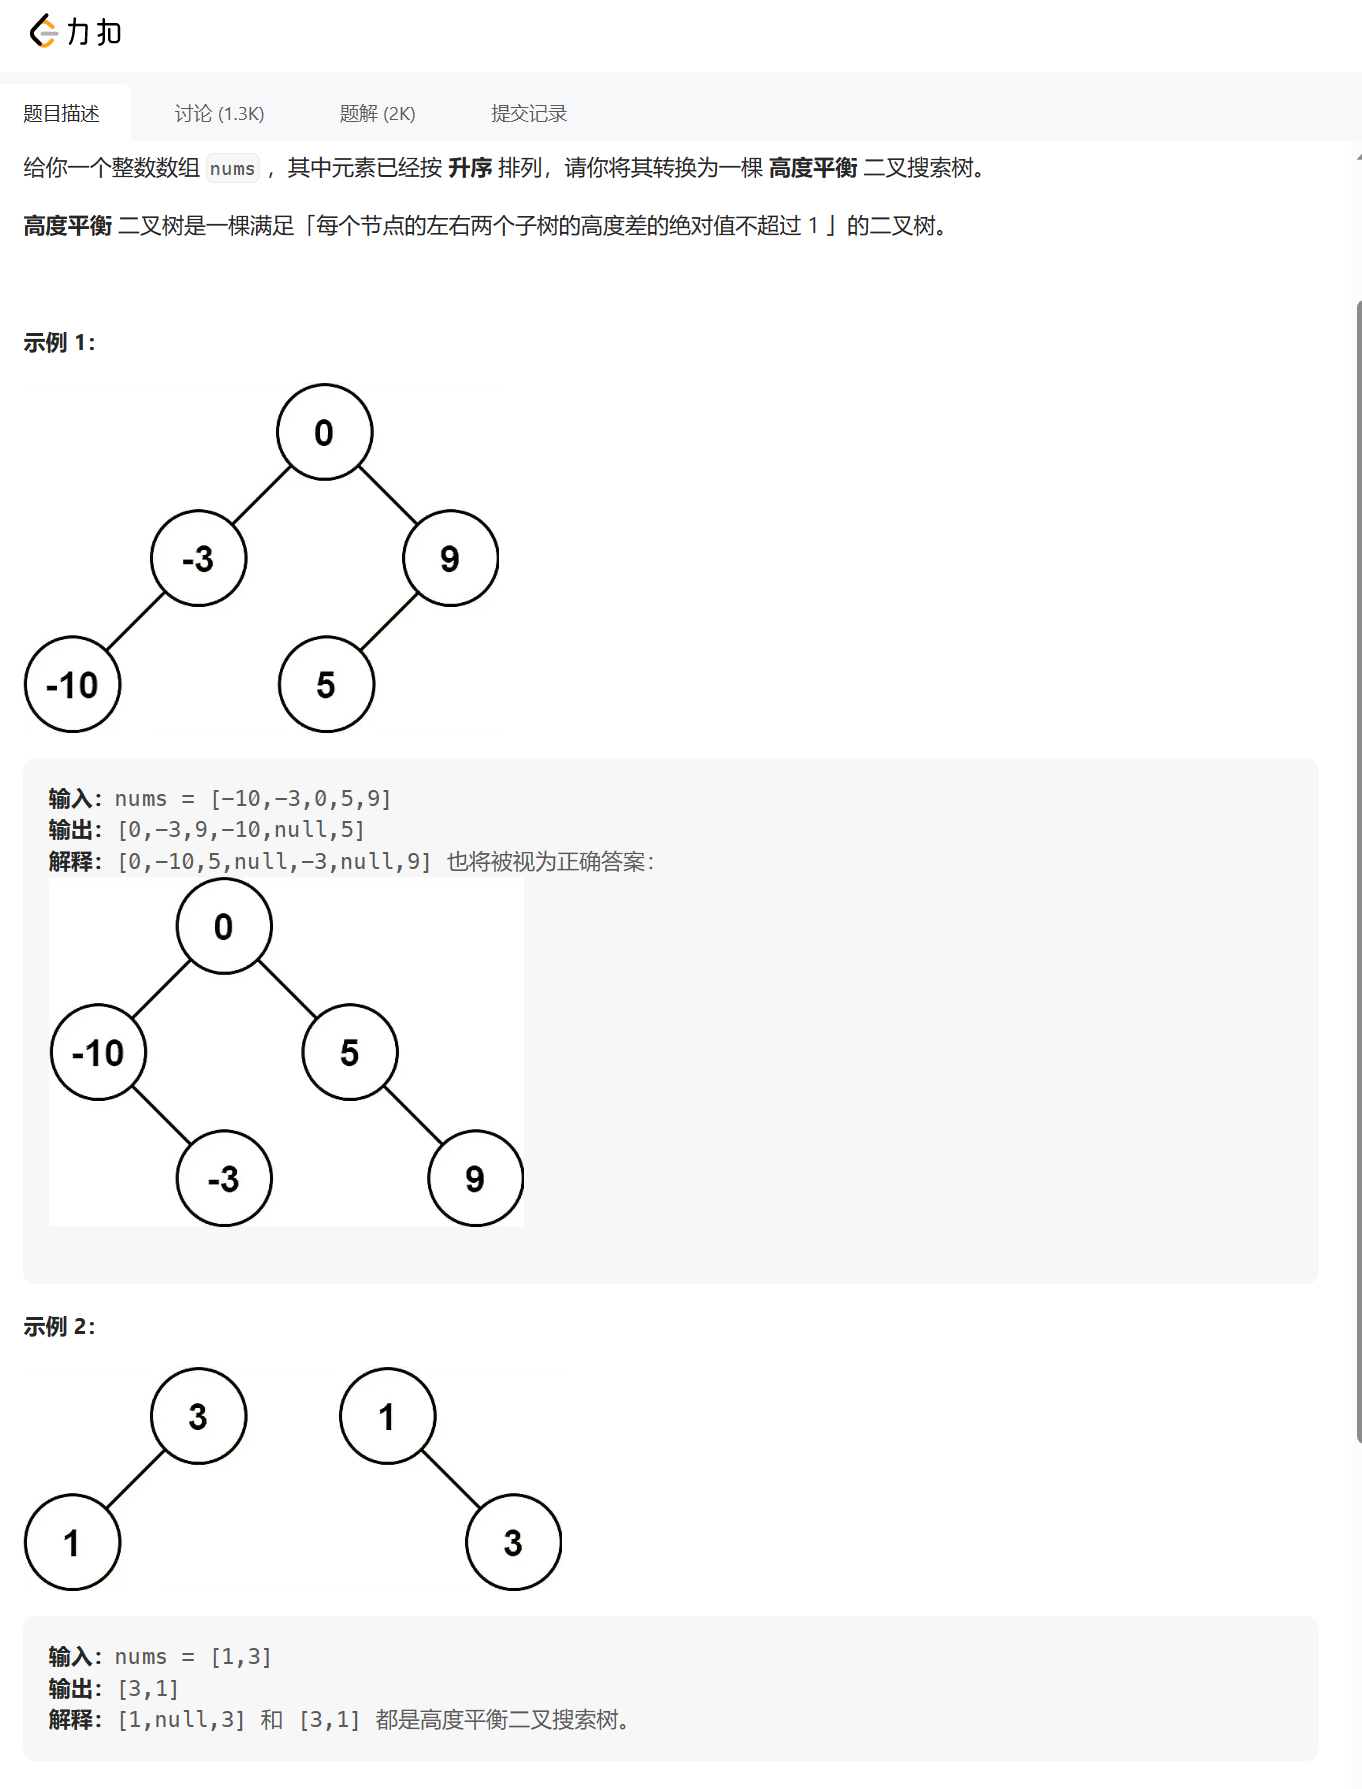 力扣
题目描述 讨论 (1.3K) 题解 (2K) 提交记录
给你一个整数数组 nums ，其中元素已经按 升序 排列，请你将其转换为一棵 高度平衡 二叉搜索树。
高度平衡 二叉树是一棵满足「每个节点的左右两个子树的高度差的绝对值不超过 1 」的二叉树。
示例 1：
0
-3 9
-10 5
输入：nums = [-10,-3,0,5,9]
输出：[0,-3,9,-10,null,5]
解释：[0,-10,5,null,-3,null,9] 也将被视为正确答案：
0
-10 5
-3 9
示例 2：
3 1
1 3
输入：nums = [1,3]
输出：[3,1]
解释：[1,null,3] 和 [3,1] 都是高度平衡二叉搜索树。